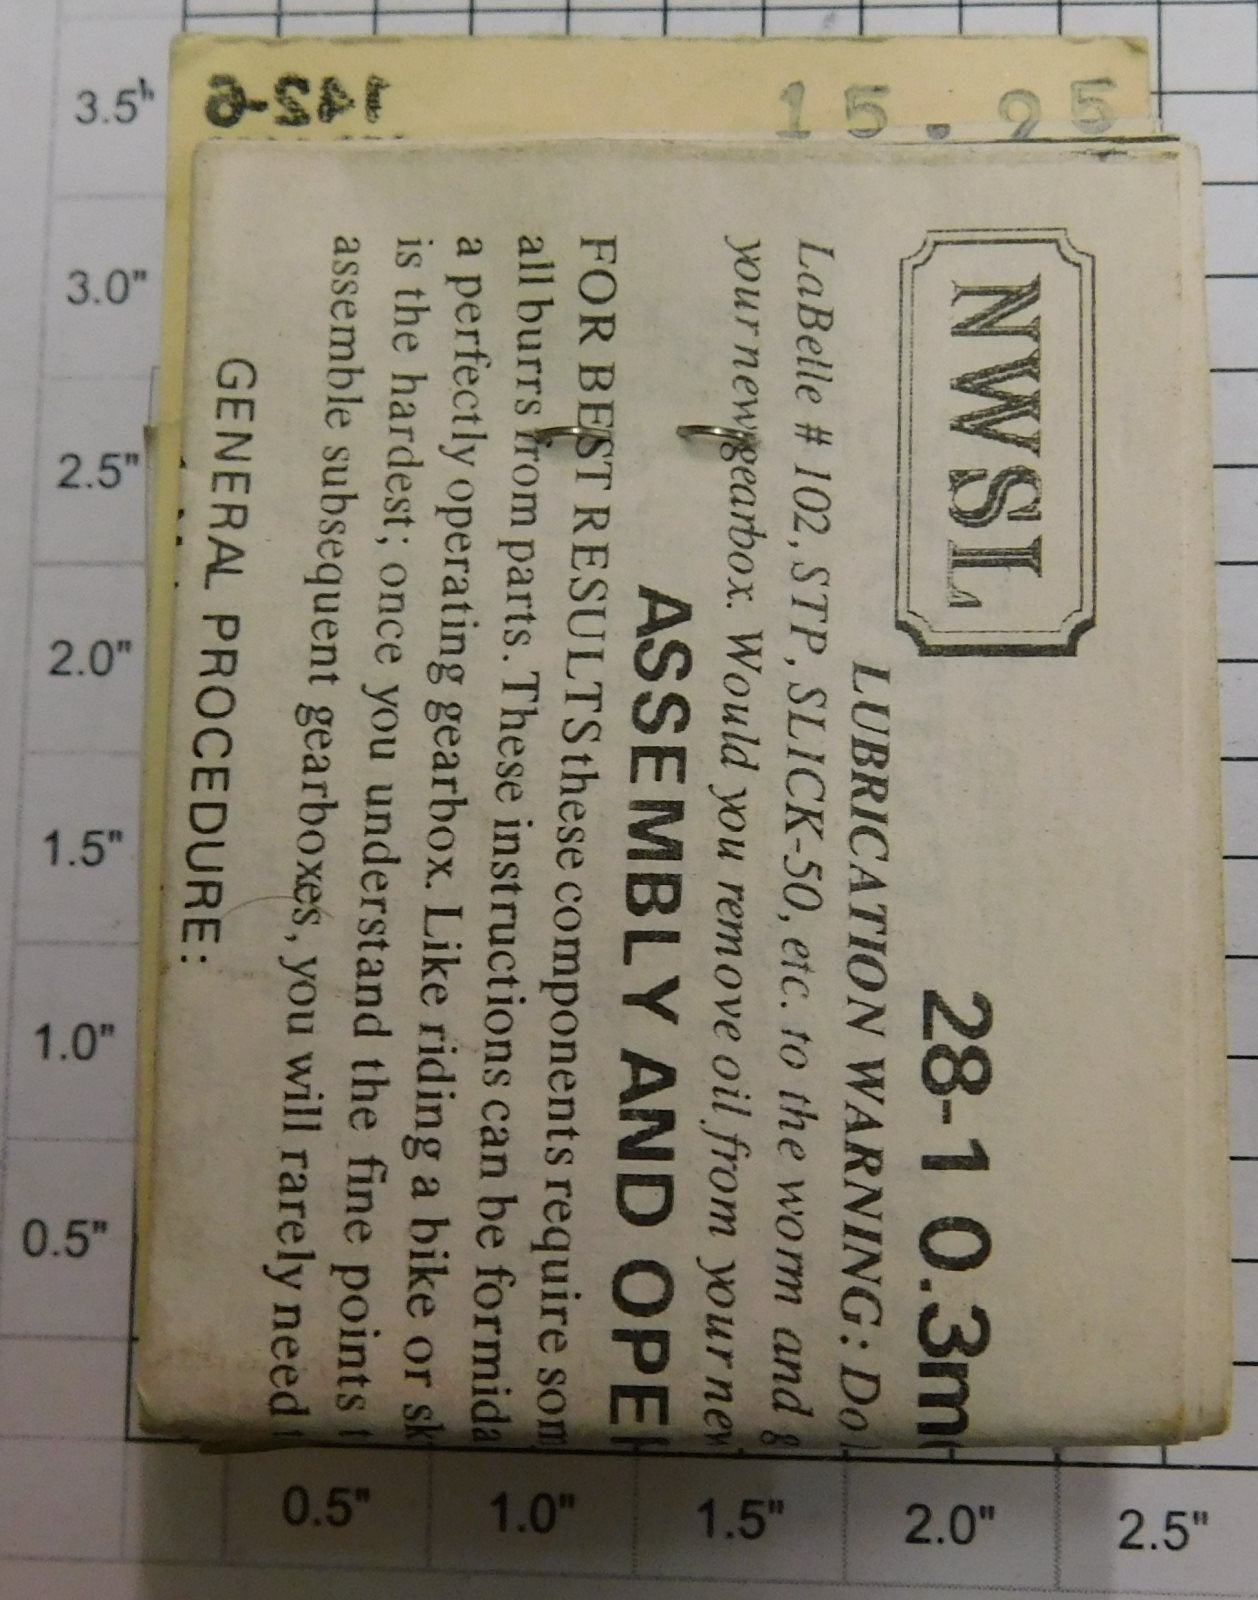 15.95
NWSL
28-1 0.3m
LUBRICATION WARNING: Do
LaBelle # 102, STP, SLICK-50, etc. to the worm and g
your new gearbox. Would you remove oil from your new
ASSEMBLY AND OPE
FOR BEST RESULTS these components require som
all burrs from parts. These instructions can be formida
a perfectly operating gearbox. Like riding a bike or sk
is the hardest; once you understand the fine points t
assemble subsequent gearboxes, you will rarely need t
GENERAL PROCEDURE:
3.5"
3.0"
2.5"
2.0"
1.5"
1.0"
0.5"
0.5"
1.0"
1.5"
2.0"
2.5"